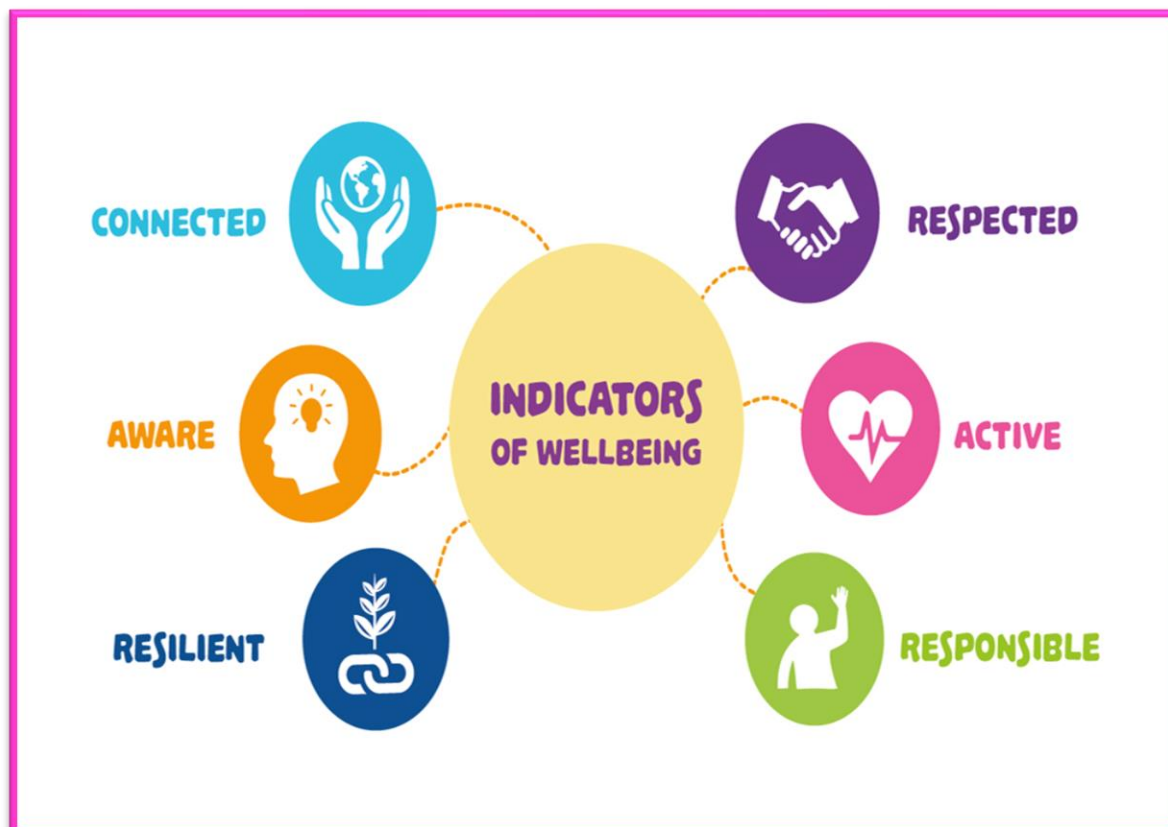 CONNECTED
RESPECTED
INDICATORS
OF WELLBEING
AWARE
ACTIVE
RESILIENT
RESPONSIBLE